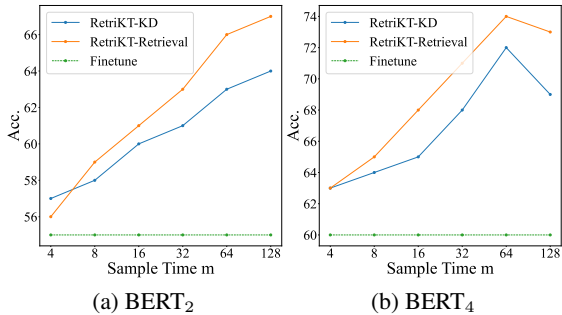 RetriKT-KD
RetriKT-Retrieval
Finetune
66
64
62
60
58
56
Acc.
4 8 16 32 64 128
Sample Time m
(a) BERT2
RetriKT-KD
RetriKT-Retrieval
Finetune
74
72
70
68
66
64
62
60
Acc.
4 8 16 32 64 128
Sample Time m
(b) BERT4